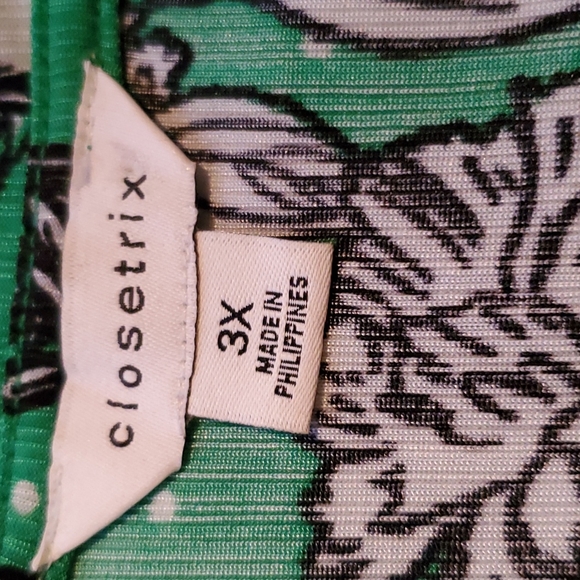 closetrix
3X
MADE IN
PHILIPPINES